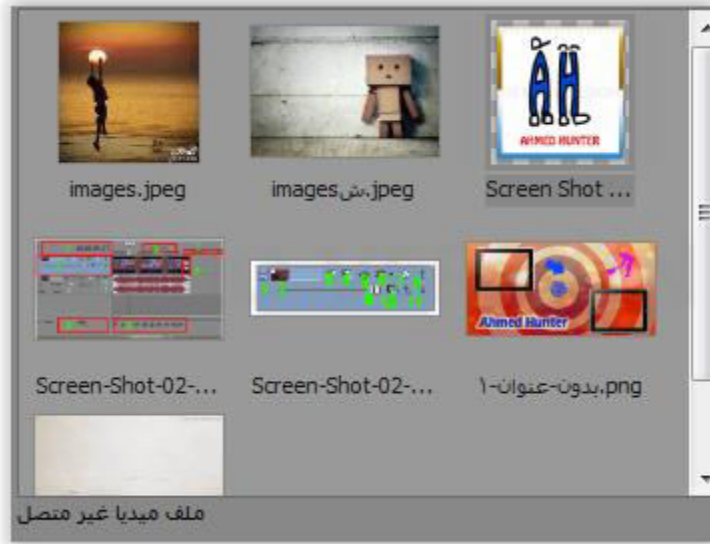 AHMED HUNTER
images.jpeg
imagesش.jpeg
Screen Shot ...
Ahmed Hunter
Screen-Shot-02-...
Screen-Shot-02-...
بدون-عنوان-١.png
ملف ميديا غير متصل